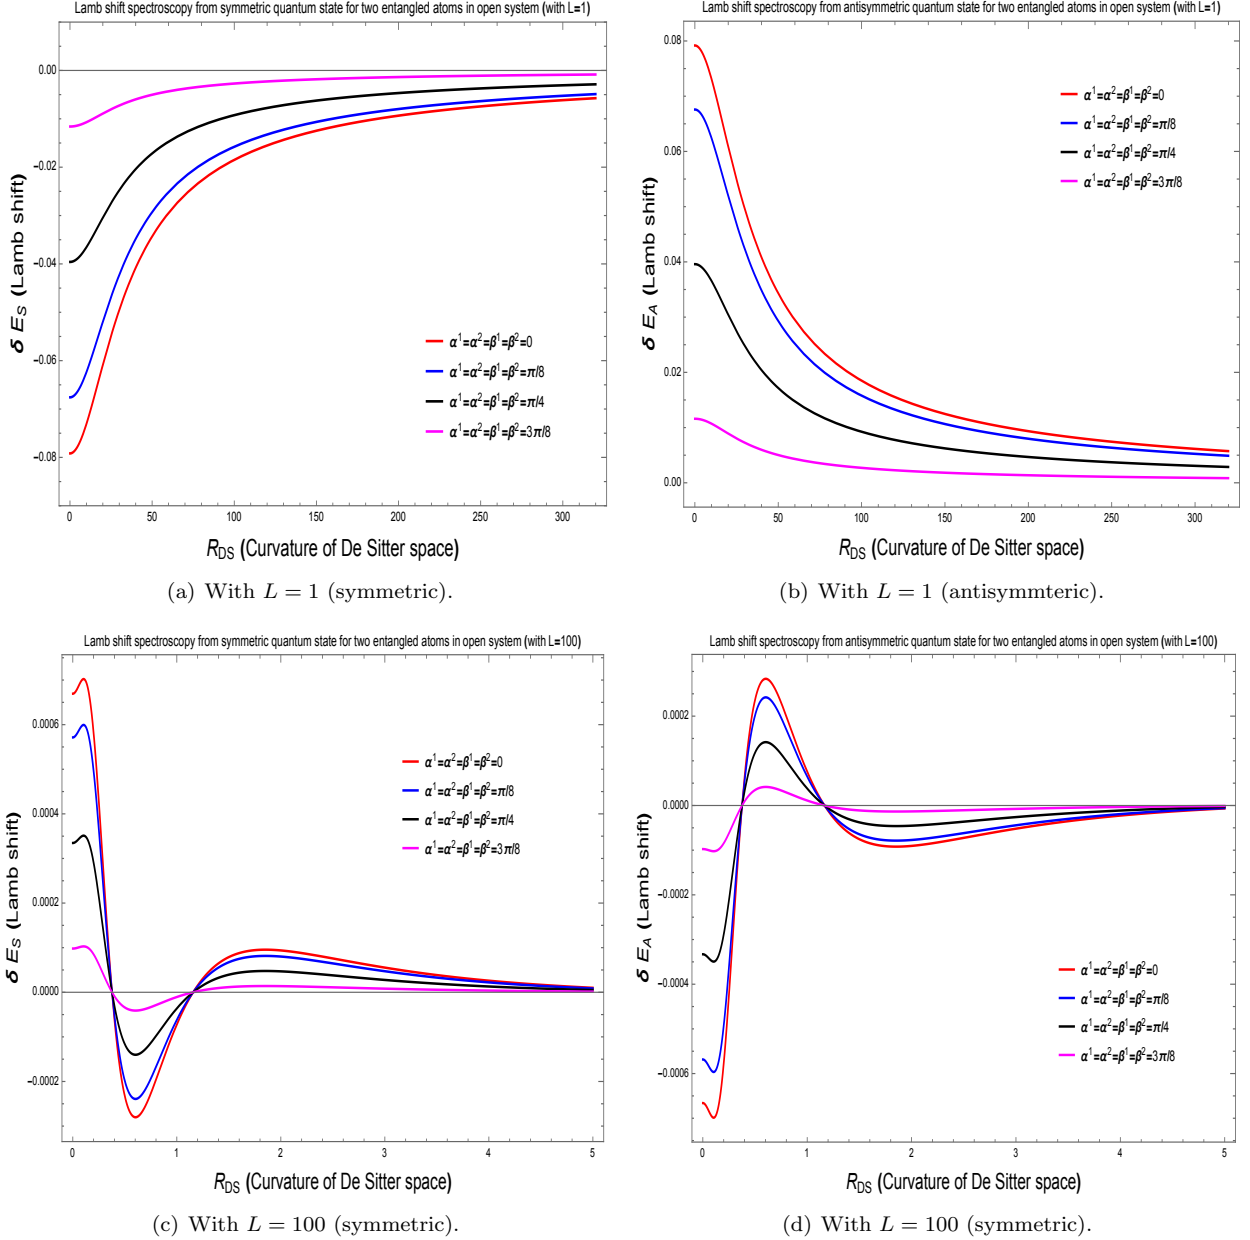 Lamb shift spectroscopy from symmetric quantum state for two entangled atoms in open system (with L=1)
0.00
−0.02
−0.04
−0.06
−0.08
δ E_S (Lamb shift)
α¹=α²=β¹=β²=0
α¹=α²=β¹=β²=π/8
α¹=α²=β¹=β²=π/4
α¹=α²=β¹=β²=3π/8
0 50 100 150 200 250 300
R_DS (Curvature of De Sitter space)
(a) With L = 1 (symmetric).
Lamb shift spectroscopy from antisymmetric quantum state for two entangled atoms in open system (with L=1)
0.08
0.06
0.04
0.02
0.00
δ E_A (Lamb shift)
α¹=α²=β¹=β²=0
α¹=α²=β¹=β²=π/8
α¹=α²=β¹=β²=π/4
α¹=α²=β¹=β²=3π/8
0 50 100 150 200 250 300
R_DS (Curvature of De Sitter space)
(b) With L = 1 (antisymmteric).
Lamb shift spectroscopy from symmetric quantum state for two entangled atoms in open system (with L=100)
0.0006
0.0004
0.0002
0.0000
−0.0002
δ E_S (Lamb shift)
α¹=α²=β¹=β²=0
α¹=α²=β¹=β²=π/8
α¹=α²=β¹=β²=π/4
α¹=α²=β¹=β²=3π/8
0 1 2 3 4 5
R_DS (Curvature of De Sitter space)
(c) With L = 100 (symmetric).
Lamb shift spectroscopy from antisymmetric quantum state for two entangled atoms in open system (with L=100)
0.0002
0.0000
−0.0002
−0.0004
−0.0006
δ E_A (Lamb shift)
α¹=α²=β¹=β²=0
α¹=α²=β¹=β²=π/8
α¹=α²=β¹=β²=π/4
α¹=α²=β¹=β²=3π/8
0 1 2 3 4 5
R_DS (Curvature of De Sitter space)
(d) With L = 100 (symmetric).